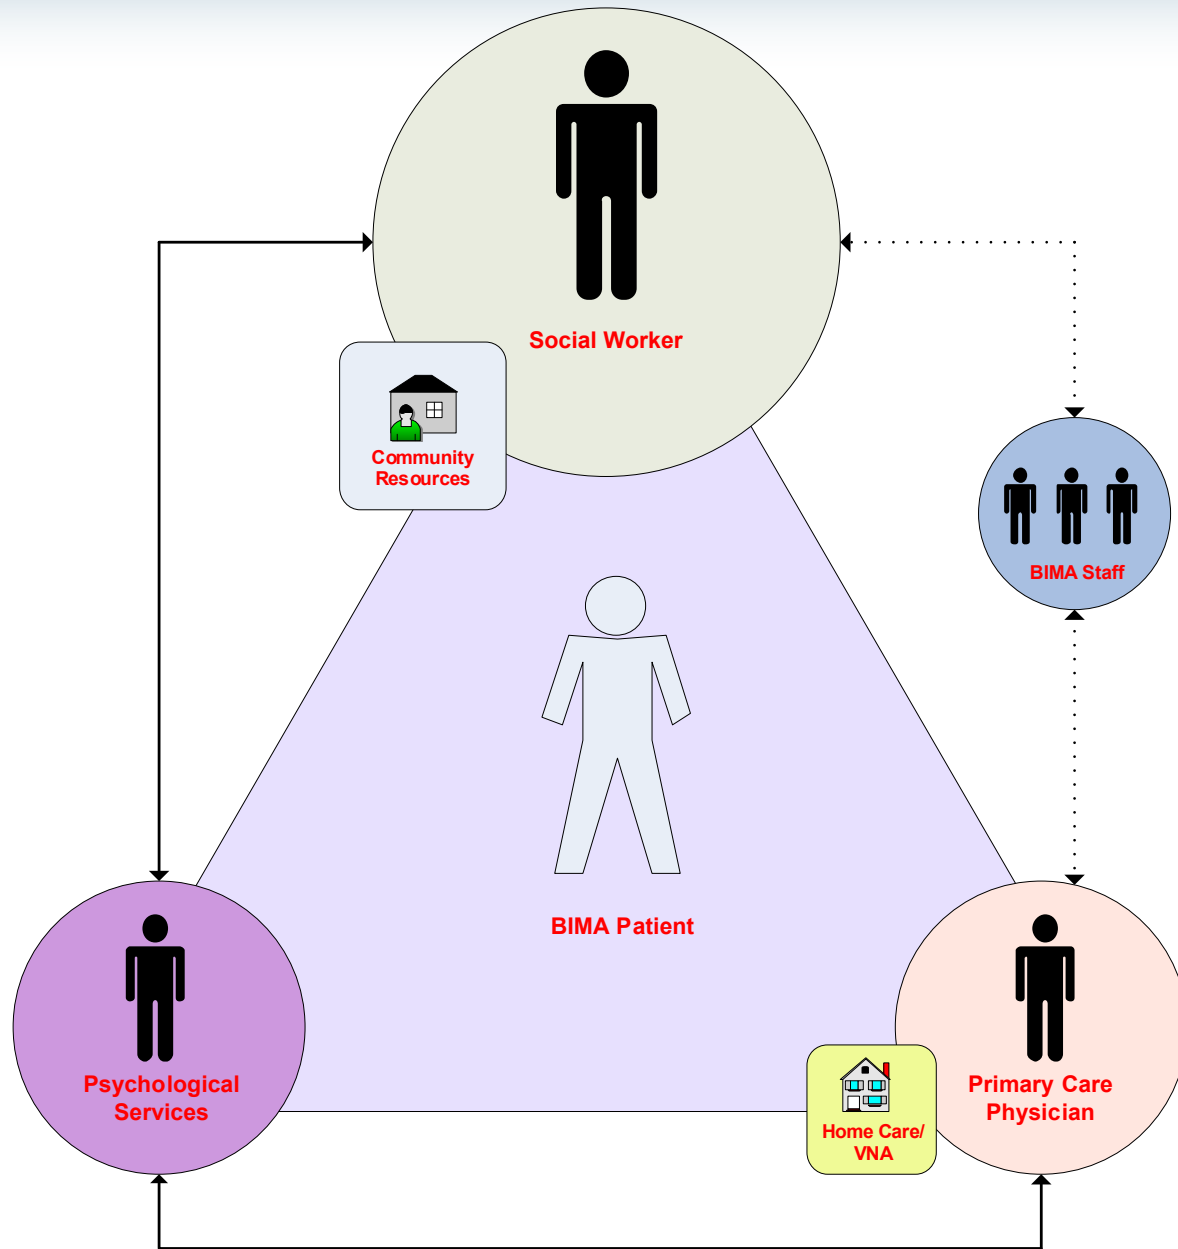 Social Worker
Community
Resources
BIMA Staff
BIMA Patient
Psychological
Services
Primary Care
Physician
Home Care/
VNA